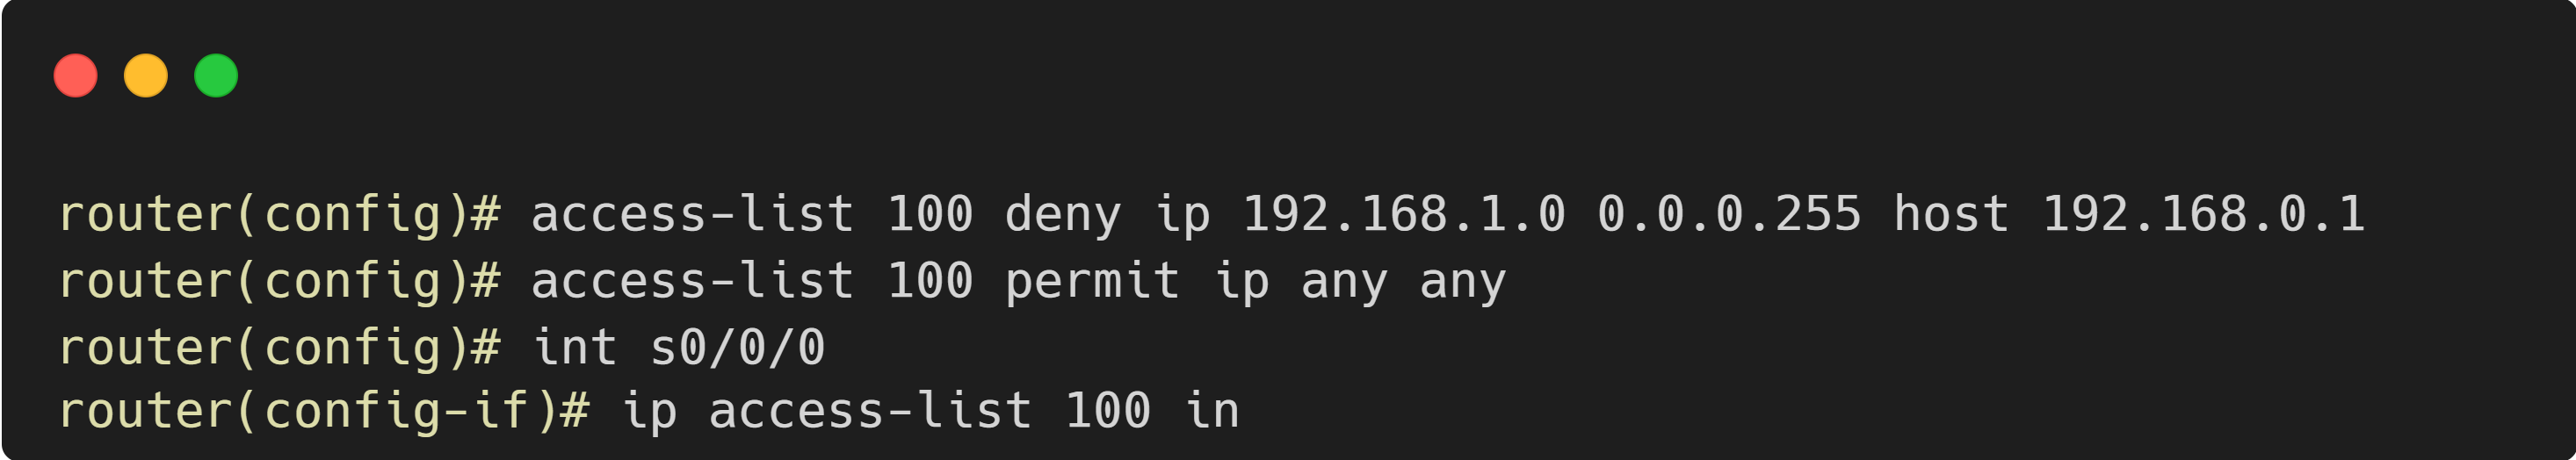 router(config)# access-list 100 deny ip 192.168.1.0 0.0.0.255 host 192.168.0.1
router(config)# access-list 100 permit ip any any
router(config)# int s0/0/0
router(config-if)# ip access-list 100 in